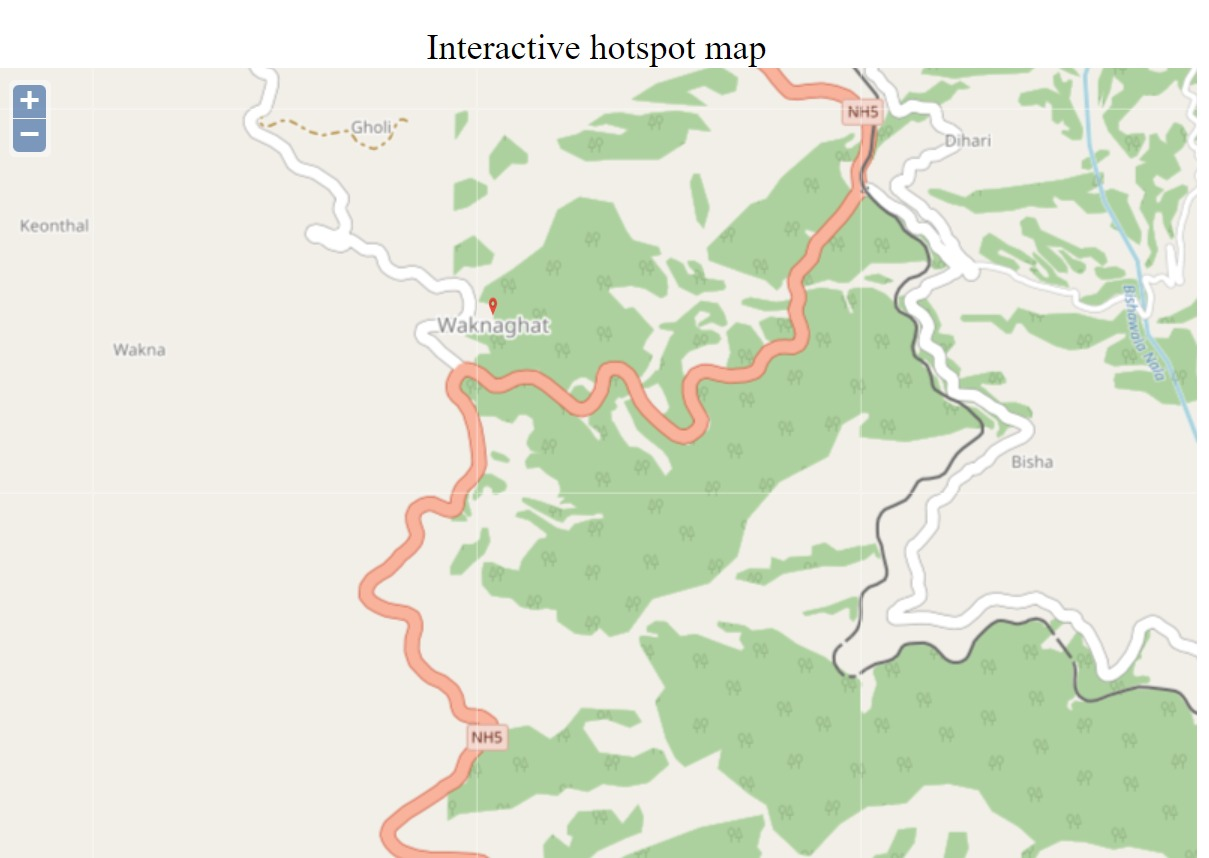 Interactive hotspot map
+
−
NH5
Gholi
Dihari
Keonthal
Waknaghat
Bishawala Nala
Wakna
Bisha
NH5